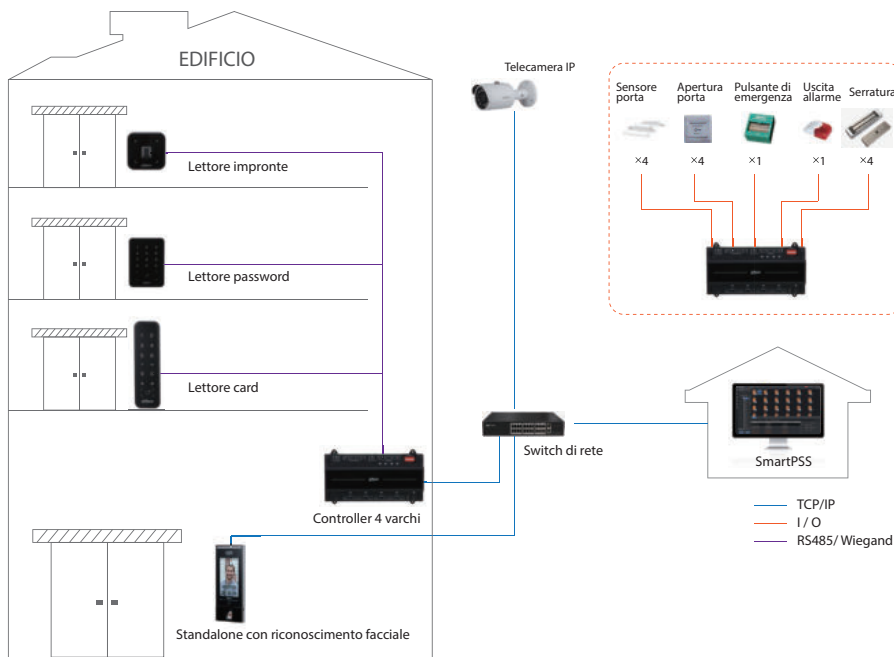 EDIFICIO
Telecamera IP
Sensore
porta
Apertura
porta
Pulsante di
emergenza
Uscita
allarme
Serratura
×4
×4
×1
×1
×4
Lettore impronte
Lettore password
Lettore card
Switch di rete
SmartPSS
Controller 4 varchi
TCP/IP
I / O
RS485/ Wiegand
Standalone con riconoscimento facciale